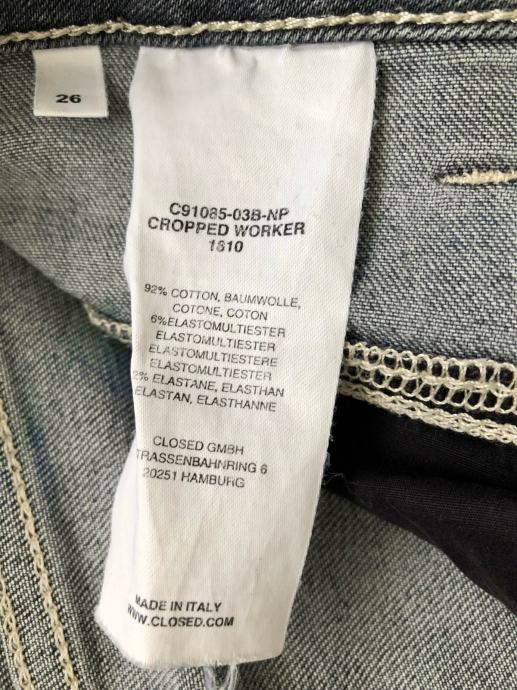 26
C91085-03B-NP
CROPPED WORKER
1810
92% COTTON, BAUMWOLLE,
COTONE, COTON
6%ELASTOMULTIESTER
ELASTOMULTIESTER
ELASTOMULTIESTERE
ELASTOMULTIESTER
2% ELASTANE, ELASTHAN
ELASTAN, ELASTHANNE
CLOSED GMBH
TRASSENBAHNRING 6
20251 HAMBURG
MADE IN ITALY
WWW.CLOSED.COM